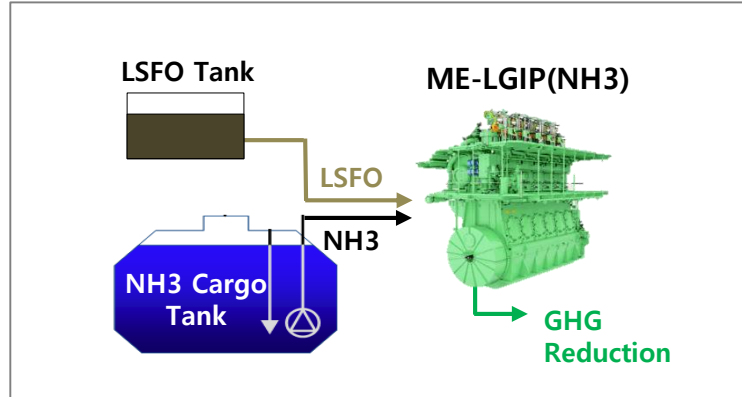 LSFO Tank
ME-LGIP(NH3)
LSFO
NH3
NH3 Cargo
Tank
GHG
Reduction